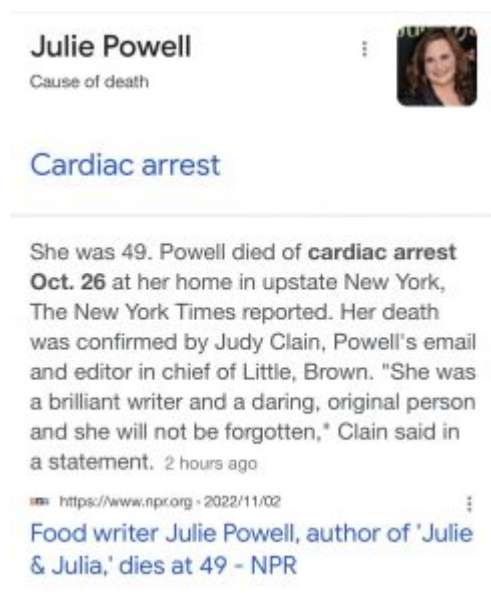 Julie Powell
Cause of death
Cardiac arrest
She was 49. Powell died of cardiac arrest
Oct. 26 at her home in upstate New York,
The New York Times reported. Her death
was confirmed by Judy Clain, Powell's email
and editor in chief of Little, Brown. "She was
a brilliant writer and a daring, original person
and she will not be forgotten," Clain said in
a statement. 2 hours ago
https://www.npr.org › 2022/11/02
Food writer Julie Powell, author of 'Julie
& Julia,' dies at 49 - NPR